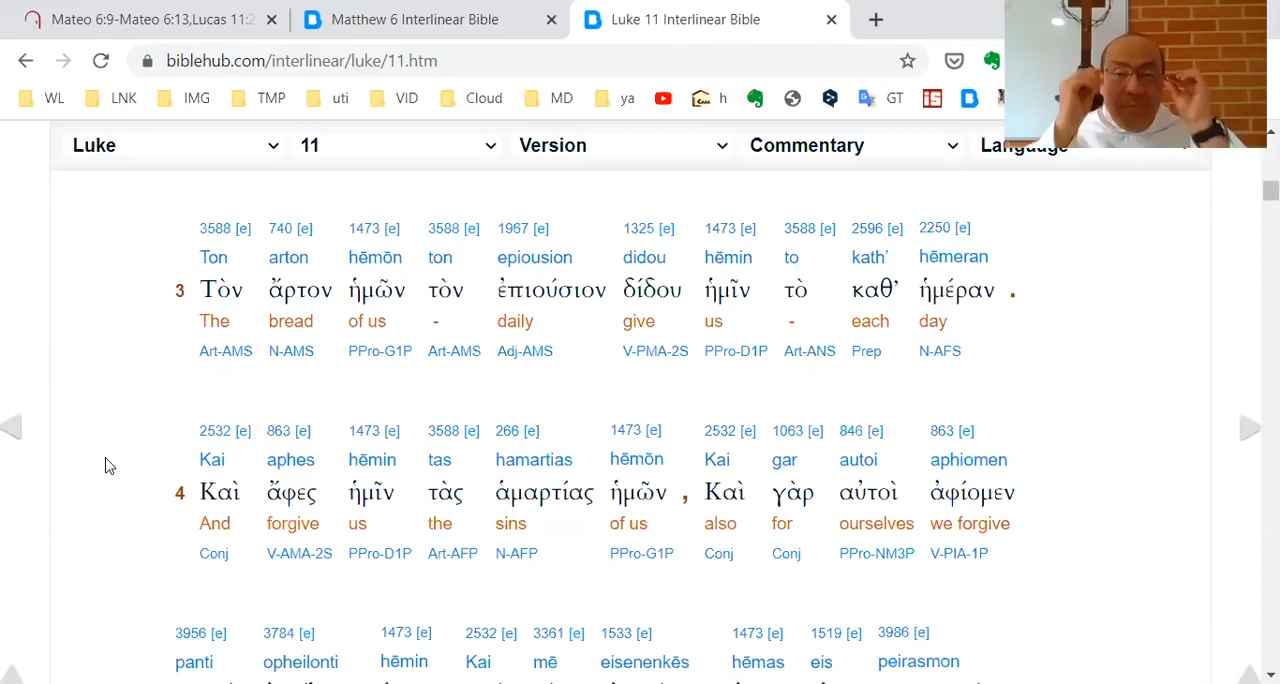 Mateo 6:9-Mateo 6:13,Lucas 11:2 Matthew 6 Interlinear Bible Luke 11 Interlinear Bible
biblehub.com/interlinear/luke/11.htm
WL LNK IMG TMP uti VID Cloud MD ya h GT
Luke 11 Version Commentary Language
3588 [e] 740 [e] 1473 [e] 3588 [e] 1967 [e] 1325 [e] 1473 [e] 3588 [e] 2596 [e] 2250 [e]
Ton arton hēmōn ton epiousion didou hēmin to kath’ hēmeran
3 Τὸν ἄρτον ἡμῶν τὸν ἐπιούσιον δίδου ἡμῖν τὸ καθ’ ἡμέραν .
The bread of us - daily give us - each day
Art-AMS N-AMS PPro-G1P Art-AMS Adj-AMS V-PMA-2S PPro-D1P Art-ANS Prep N-AFS
2532 [e] 863 [e] 1473 [e] 3588 [e] 266 [e] 1473 [e] 2532 [e] 1063 [e] 846 [e] 863 [e]
Kai aphes hēmin tas hamartias hēmōn Kai gar autoi aphiomen
4 Καὶ ἄφες ἡμῖν τὰς ἁμαρτίας ἡμῶν , Καὶ γὰρ αὐτοὶ ἀφίομεν
And forgive us the sins of us also for ourselves we forgive
Conj V-AMA-2S PPro-D1P Art-AFP N-AFP PPro-G1P Conj Conj PPro-NM3P V-PIA-1P
3956 [e] 3784 [e] 1473 [e] 2532 [e] 3361 [e] 1533 [e] 1473 [e] 1519 [e] 3986 [e]
panti opheilonti hēmin Kai mē eisenenkēs hēmas eis peirasmon